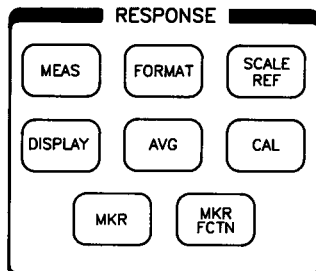 RESPONSE
MEAS FORMAT SCALE REF
DISPLAY AVG CAL
MKR MKR FCTN